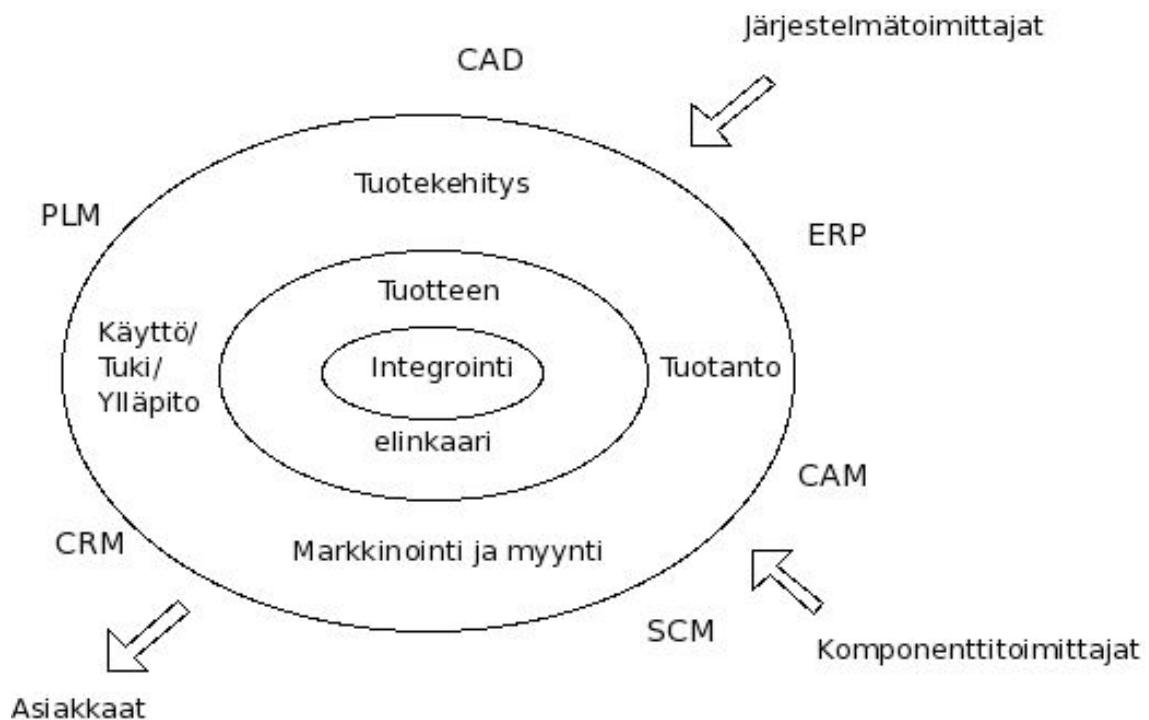 Järjestelmätoimittajat
CAD
Tuotekehitys
PLM
ERP
Tuotteen
Käyttö/
Tuki/
Ylläpito
Integrointi
Tuotanto
elinkaari
CAM
CRM
Markkinointi ja myynti
SCM
Komponenttitoimittajat
Asiakkaat